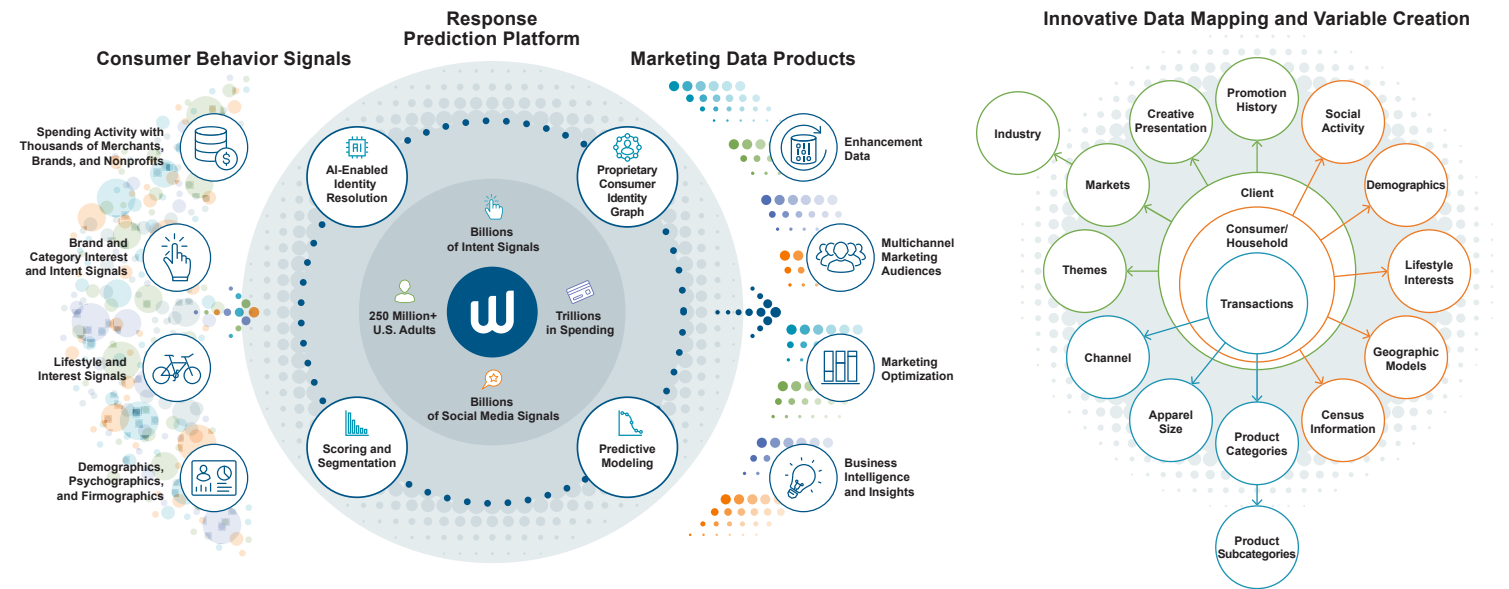 Response
Prediction Platform
Consumer Behavior Signals
Spending Activity with
Thousands of Merchants,
Brands, and Nonprofits
$
Brand and
Category Interest
and Intent Signals
Lifestyle and
Interest Signals
Demographics,
Psychographics,
and Firmographics
AI
AI-Enabled
Identity
Resolution
Proprietary
Consumer
Identity
Graph
Billions
of Intent Signals
250 Million+
U.S. Adults
w
Trillions
in Spending
Billions
of Social Media Signals
Scoring and
Segmentation
Predictive
Modeling
Marketing Data Products
Enhancement
Data
Multichannel
Marketing
Audiences
Marketing
Optimization
Business
Intelligence
and Insights
Innovative Data Mapping and Variable Creation
Industry
Markets
Creative
Presentation
Promotion
History
Social
Activity
Demographics
Themes
Client
Consumer/
Household
Transactions
Lifestyle
Interests
Channel
Geographic
Models
Apparel
Size
Product
Categories
Census
Information
Product
Subcategories